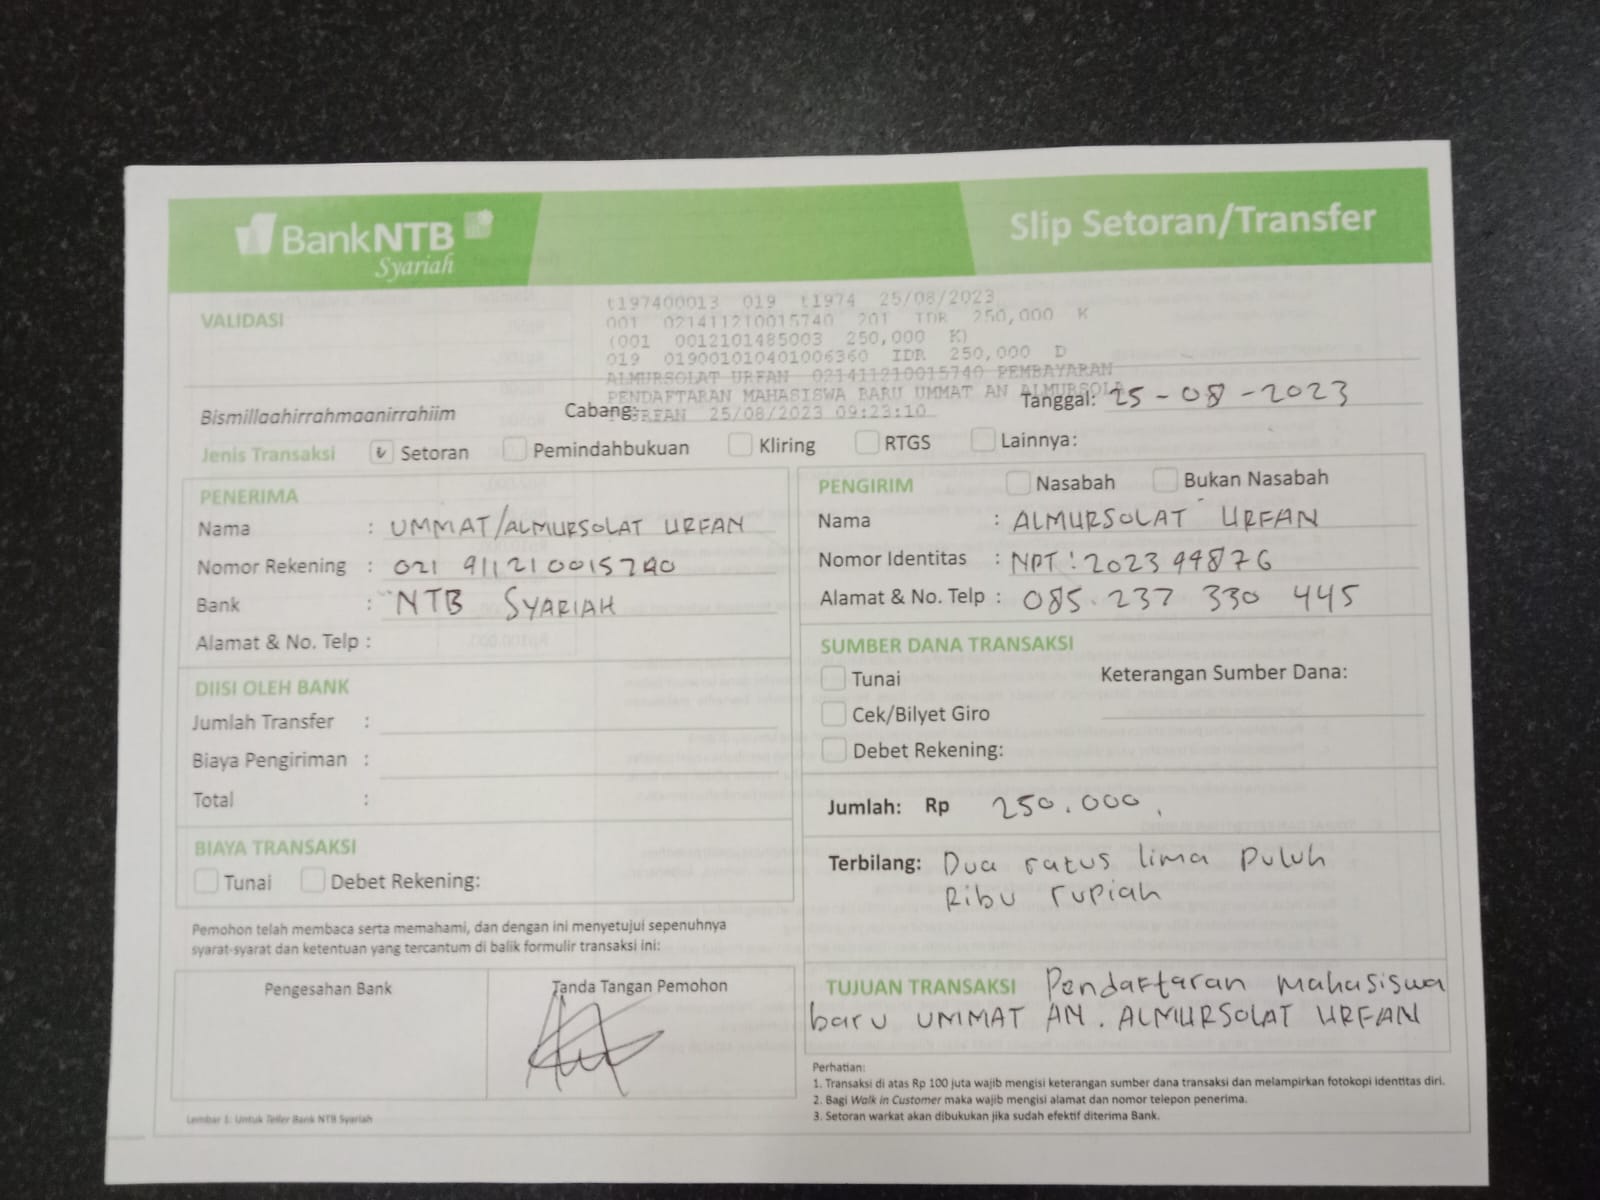 BankNTB Syariah
Slip Setoran/Transfer
VALIDASI
t197400013 019 t1974 25/08/2023
001 021411210015740 201 IDR 250,000 K
(001 0012101485003 250,000 K)
019 019001010401006360 IDR 250,000 D
ALMURSOLAT URFAN 021411210015740 PEMBAYARAN
PENDAFTARAN MAHASISWA BARU UMMAT AN ALMURSOLA
URFAN 25/08/2023 09:23:10
Bismillaahirrahmaanirrahiim
Cabang:
Tanggal: 25-08-2023
Jenis Transaksi Setoran Pemindahbukuan Kliring RTGS Lainnya:
PENERIMA
Nama : UMMAT/ALMURSOLAT URFAN
Nomor Rekening :
Bank : NTB SYARIAH
Alamat & No. Telp :
DIISI OLEH BANK
Jumlah Transfer :
Biaya Pengiriman :
Total :
BIAYA TRANSAKSI
Tunai Debet Rekening:
Pemohon telah membaca serta memahami, dan dengan ini menyetujui sepenuhnya
syarat-syarat dan ketentuan yang tercantum di balik formulir transaksi ini:
Pengesahan Bank
Tanda Tangan Pemohon
Lembar 1: Untuk Teller Bank NTB Syariah
PENGIRIM Nasabah Bukan Nasabah
Nama : ALMURSOLAT URFAN
Nomor Identitas : NPT : 
Alamat & No. Telp : 085.237 330 445
SUMBER DANA TRANSAKSI
Tunai
Keterangan Sumber Dana:
Cek/Bilyet Giro
Debet Rekening:
Jumlah: Rp 250.000,
Terbilang: Dua ratus lima puluh
Ribu rupiah
TUJUAN TRANSAKSI Pendaftaran mahasiswa
baru UMMAT AN. ALMURSOLAT URFAN
Perhatian:
1. Transaksi di atas Rp 100 juta wajib mengisi keterangan sumber dana transaksi dan melampirkan fotokopi identitas diri.
2. Bagi Walk in Customer maka wajib mengisi alamat dan nomor telepon penerima.
3. Setoran warkat akan dibukukan jika sudah efektif diterima Bank.